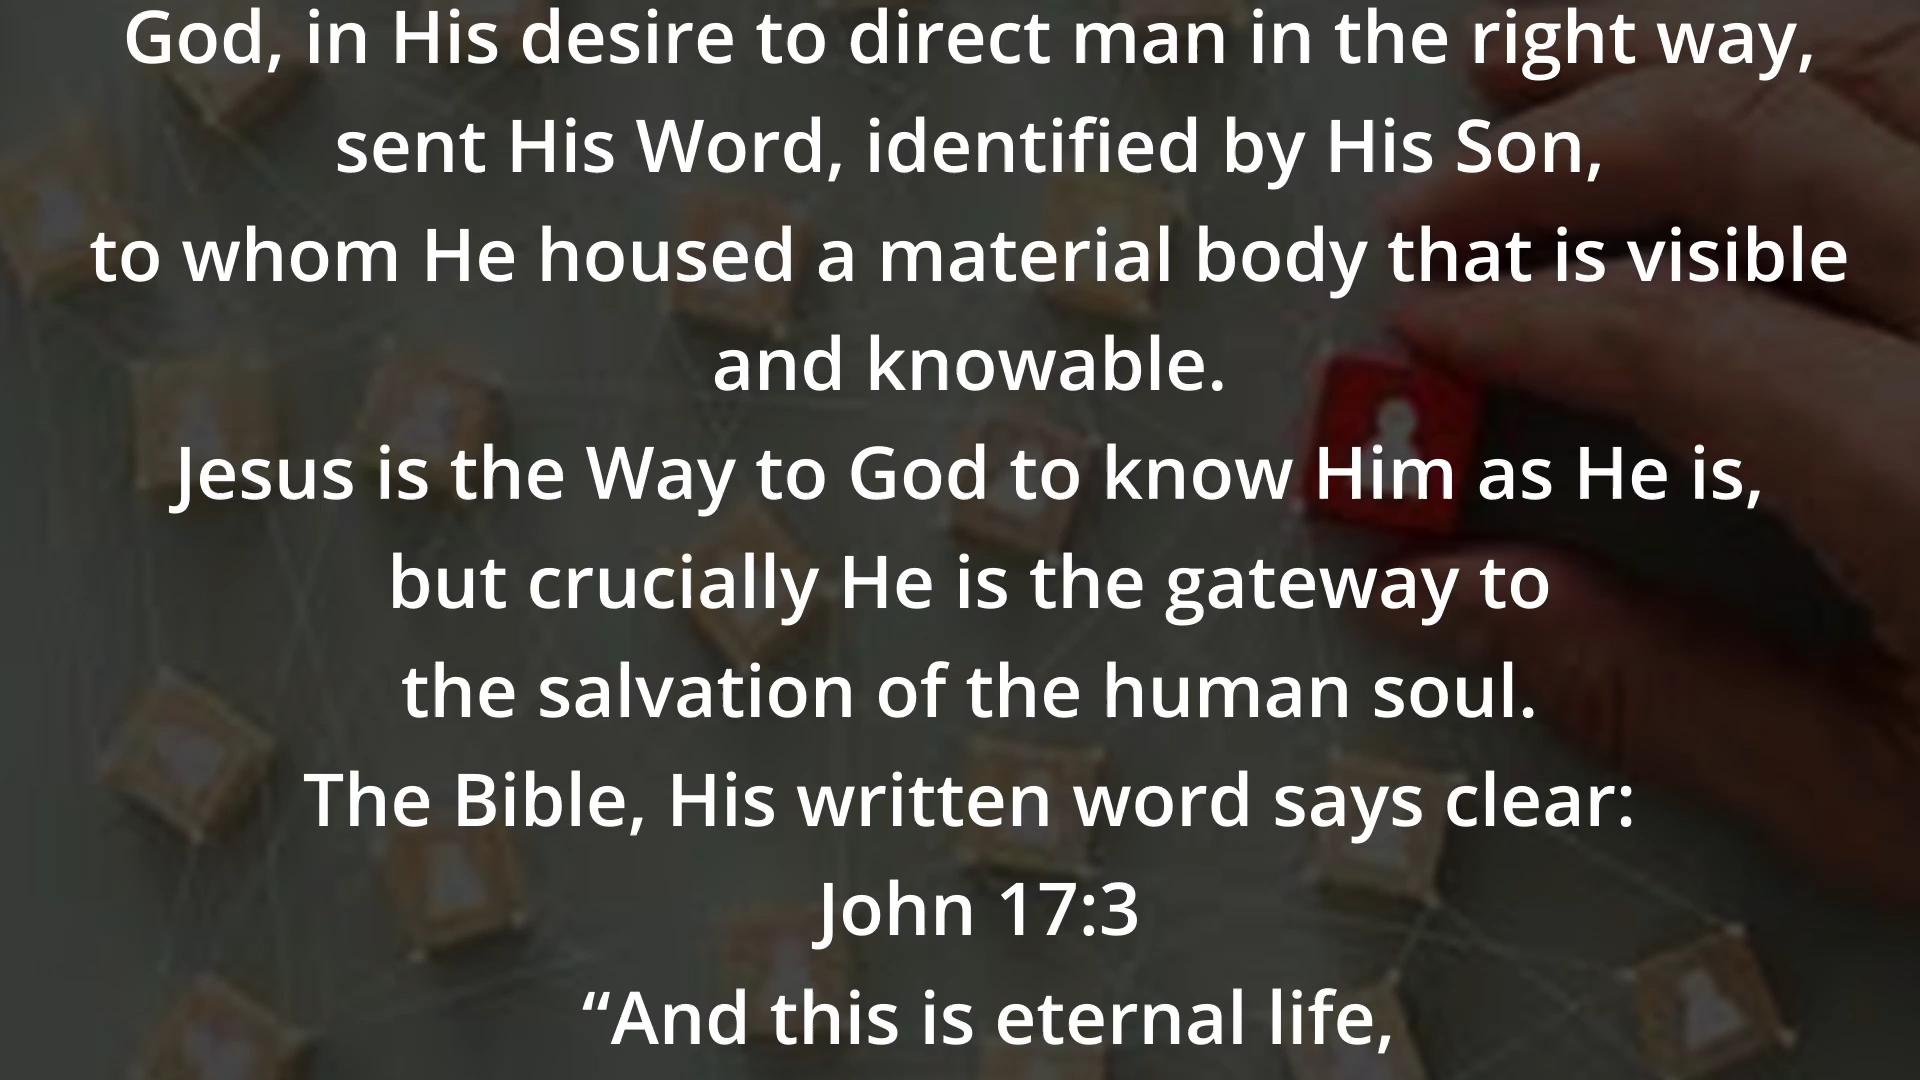 God, in His desire to direct man in the right way,
sent His Word, identified by His Son,
to whom He housed a material body that is visible
and knowable.
Jesus is the Way to God to know Him as He is,
but crucially He is the gateway to
the salvation of the human soul.
The Bible, His written word says clear:
John 17:3
“And this is eternal life,